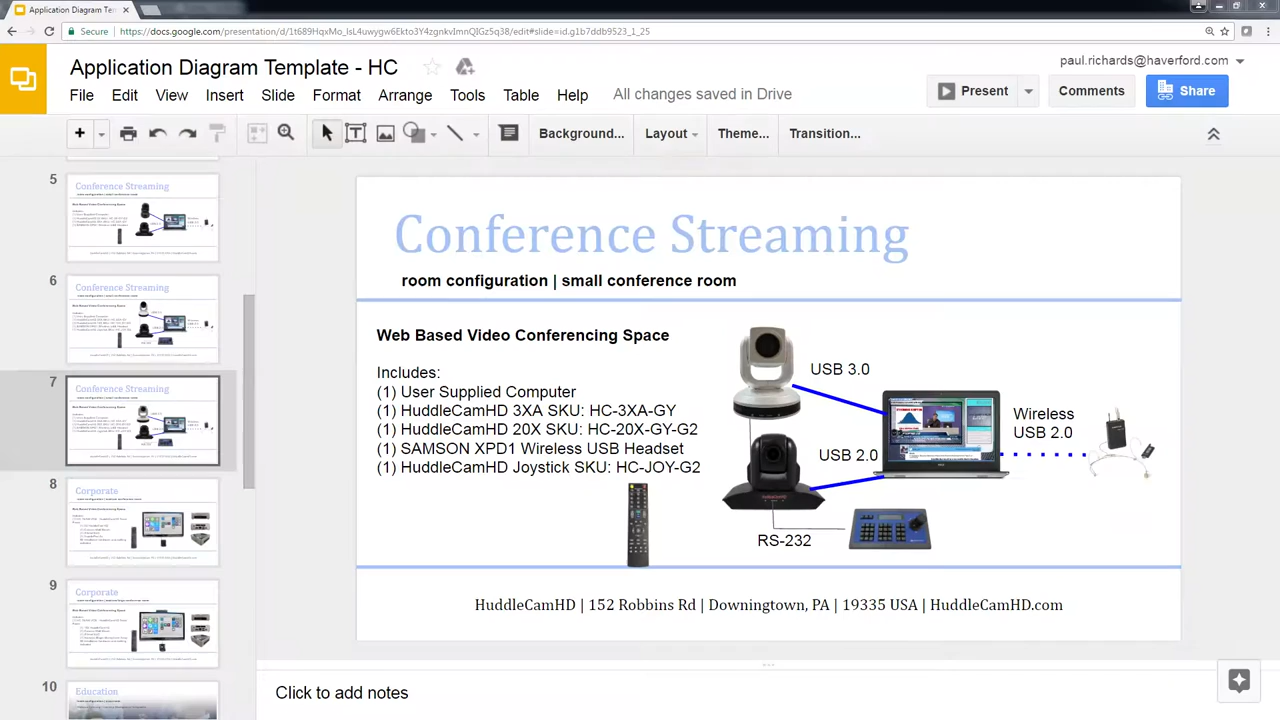 Application Diagram Tem
Secure
https://docs.google.com/presentation/d/1t689HqxMo_IsL4uwygw6Ekto3Y4zgnkvImnQIGz5q38/edit#slide=id.g1b7ddb9523_1_25
Application Diagram Template - HC
paul.richards@haverford.com
File Edit View Insert Slide Format Arrange Tools Table Help All changes saved in Drive
Present Comments Share
Background... Layout Theme... Transition...
5
Conference Streaming
6
Conference Streaming
7
Conference Streaming
8
Corporate
9
Corporate
10
Education
Conference Streaming
room configuration | small conference room
Web Based Video Conferencing Space
Includes:
(1) User Supplied Computer
(1) HuddleCamHD 3XA SKU: HC-3XA-GY
(1) HuddleCamHD 20X SKU: HC-20X-GY-G2
(1) SAMSON XPD1 Wireless USB Headset
(1) HuddleCamHD Joystick SKU: HC-JOY-G2
USB 3.0
USB 2.0
Wireless
USB 2.0
RS-232
HuddleCamHD | 152 Robbins Rd | Downingtown, PA | 19335 USA | HuddleCamHD.com
Click to add notes